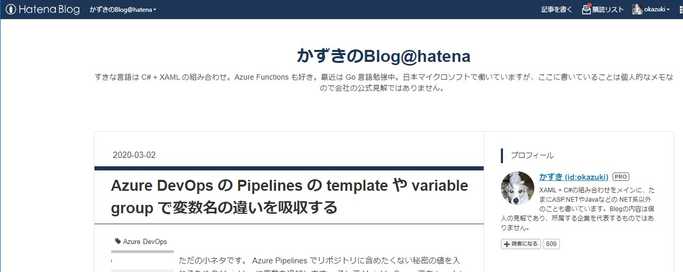 Hatena Blog かずきのBlog@hatena 記事を書く 購読リスト okazuki
かずきのBlog@hatena
すきな言語は C# + XAML の組み合わせ。Azure Functions も好き。最近は Go 言語勉強中。日本マイクロソフトで働いていますが、ここに書いていることは個人的なメモな
ので会社の公式見解ではありません。
2020-03-02
Azure DevOps の Pipelines の template や variable
group で変数名の違いを吸収する
Azure DevOps
ただの小ネタです。 Azure Pipelines でリポジトリに含めたくない秘密の値を入
プロフィール
かずき (id:okazuki) PRO
XAML + C#の組み合わせをメインに、た
まにASP.NETやJavaなどの.NET系以外
のことも書いています。Blogの内容は個
人の見解であり、所属する企業を代表するものではあ
りません。
+ 読者になる 606